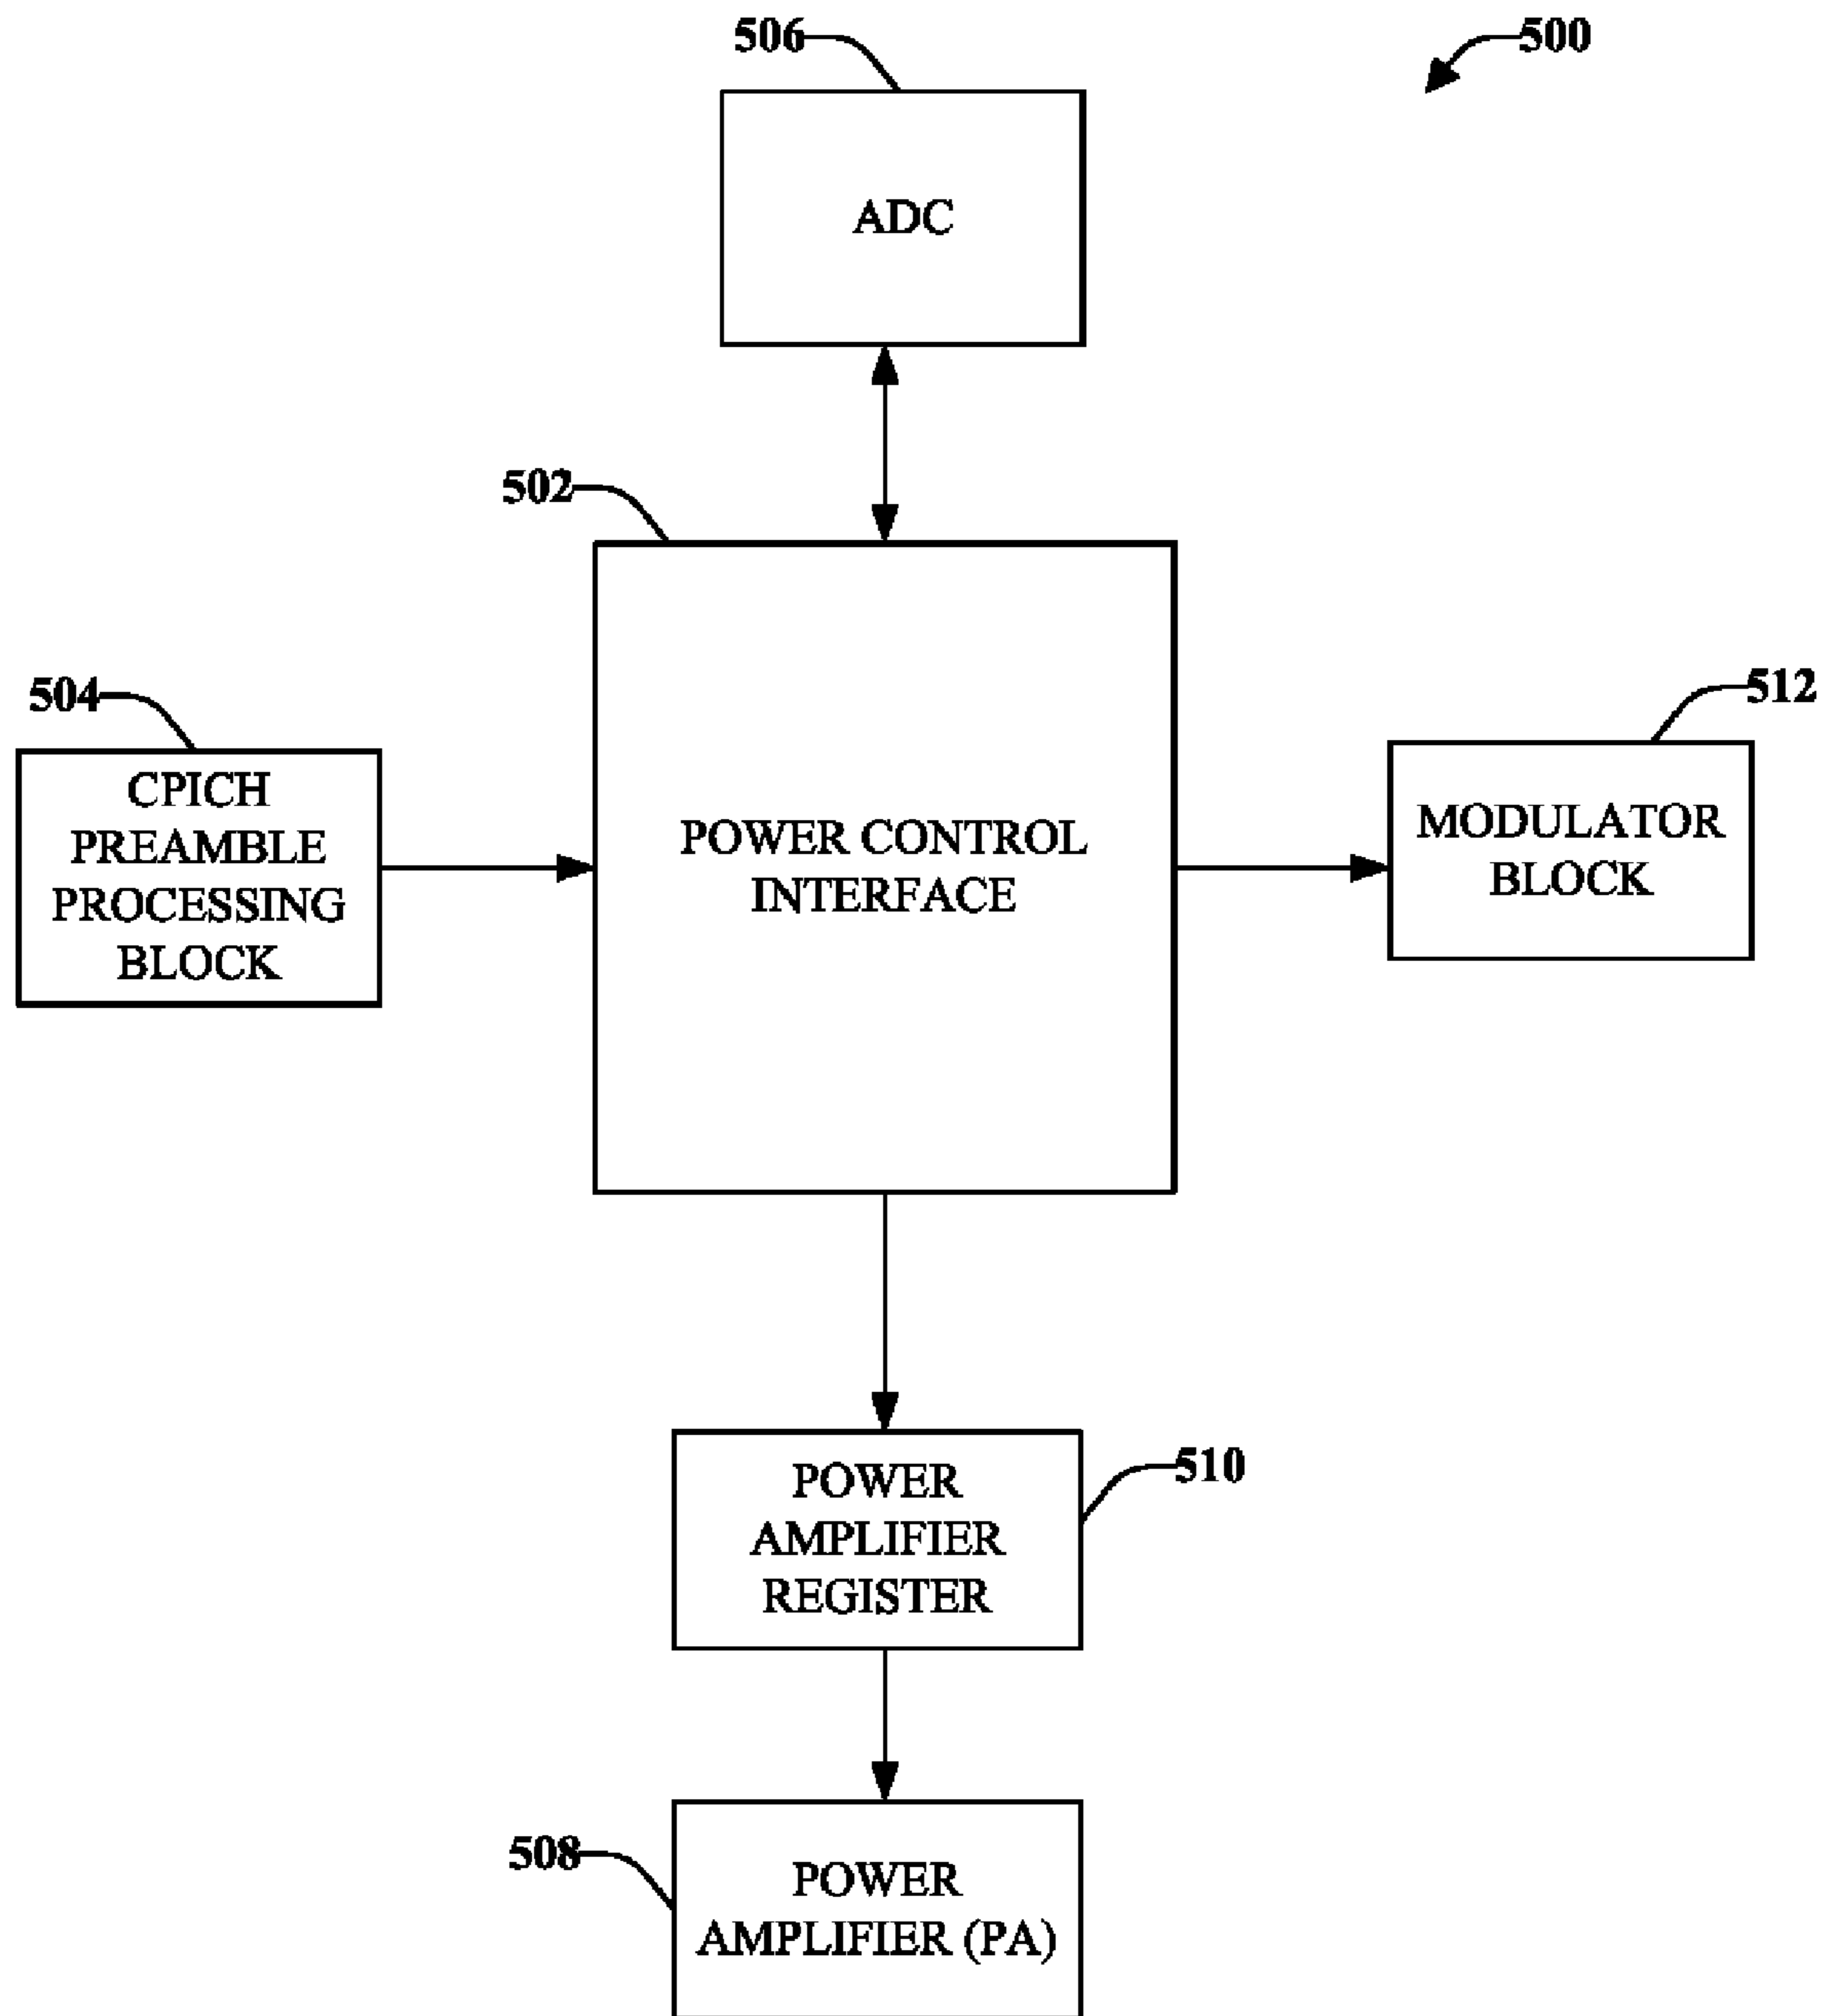 506
500
ADC
502
504
512
CPICH
PREAMBLE
PROCESSING
BLOCK
POWER CONTROL
INTERFACE
MODULATOR
BLOCK
510
POWER
AMPLIFIER
REGISTER
508
POWER
AMPLIFIER (PA)